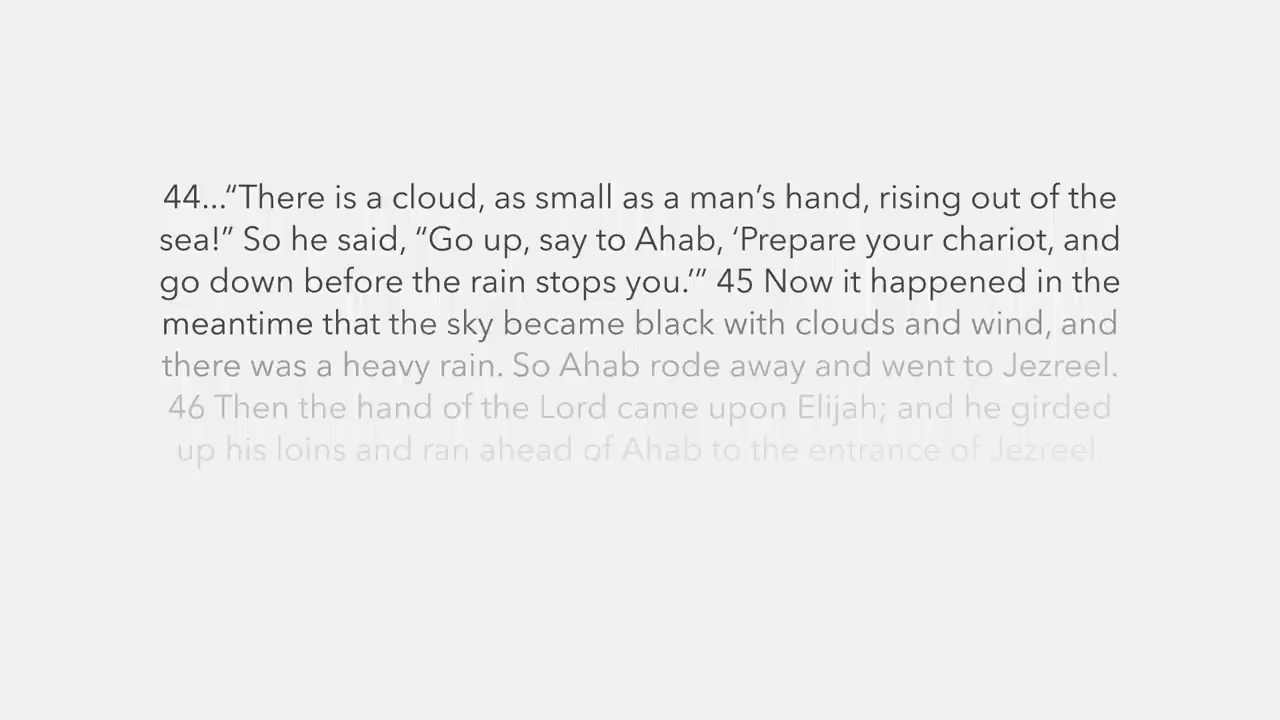 44...“There is a cloud, as small as a man’s hand, rising out of the
sea!” So he said, “Go up, say to Ahab, ‘Prepare your chariot, and
go down before the rain stops you.’” 45 Now it happened in the
meantime that the sky became black with clouds and wind, and
there was a heavy rain. So Ahab rode away and went to Jezreel.
46 Then the hand of the Lord came upon Elijah; and he girded
up his loins and ran ahead of Ahab to the entrance of Jezreel.